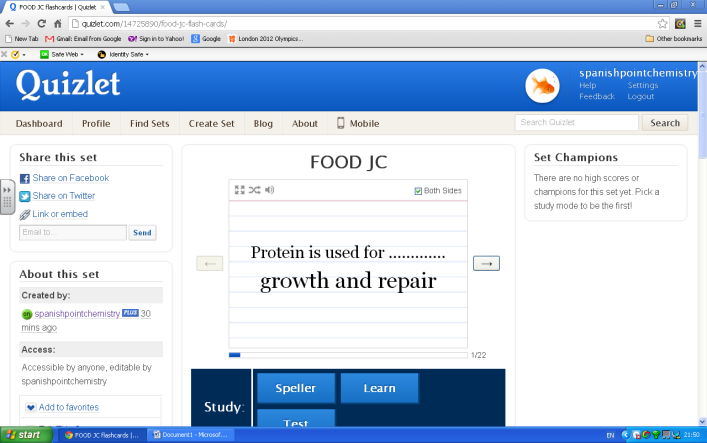 FOOD JC flashcards | Quizlet
quizlet.com/14725890/food-jc-flash-cards/
New Tab Gmail: Email from Google Sign in to Yahoo! Google London 2012 Olympics... Other bookmarks
Safe Web Identity Safe
Quizlet
spanishpointchemistry
Help Settings
Feedback Logout
Dashboard Profile Find Sets Create Set Blog About Mobile
Search Quizlet Search
Share this set
Share on Facebook
Share on Twitter
Link or embed
Email to... Send
About this set
Created by:
spanishpointchemistry PLUS 30
mins ago
Access:
Accessible by anyone, editable by
spanishpointchemistry
Add to favorites
FOOD JC
Both Sides
Protein is used for .............
growth and repair
1/22
Study:
Speller Learn
Test
Set Champions
There are no high scores or
champions for this set yet. Pick a
study mode to be the first!
start FOOD JC flashcards |... Document1 - Microsof... EN 21:50